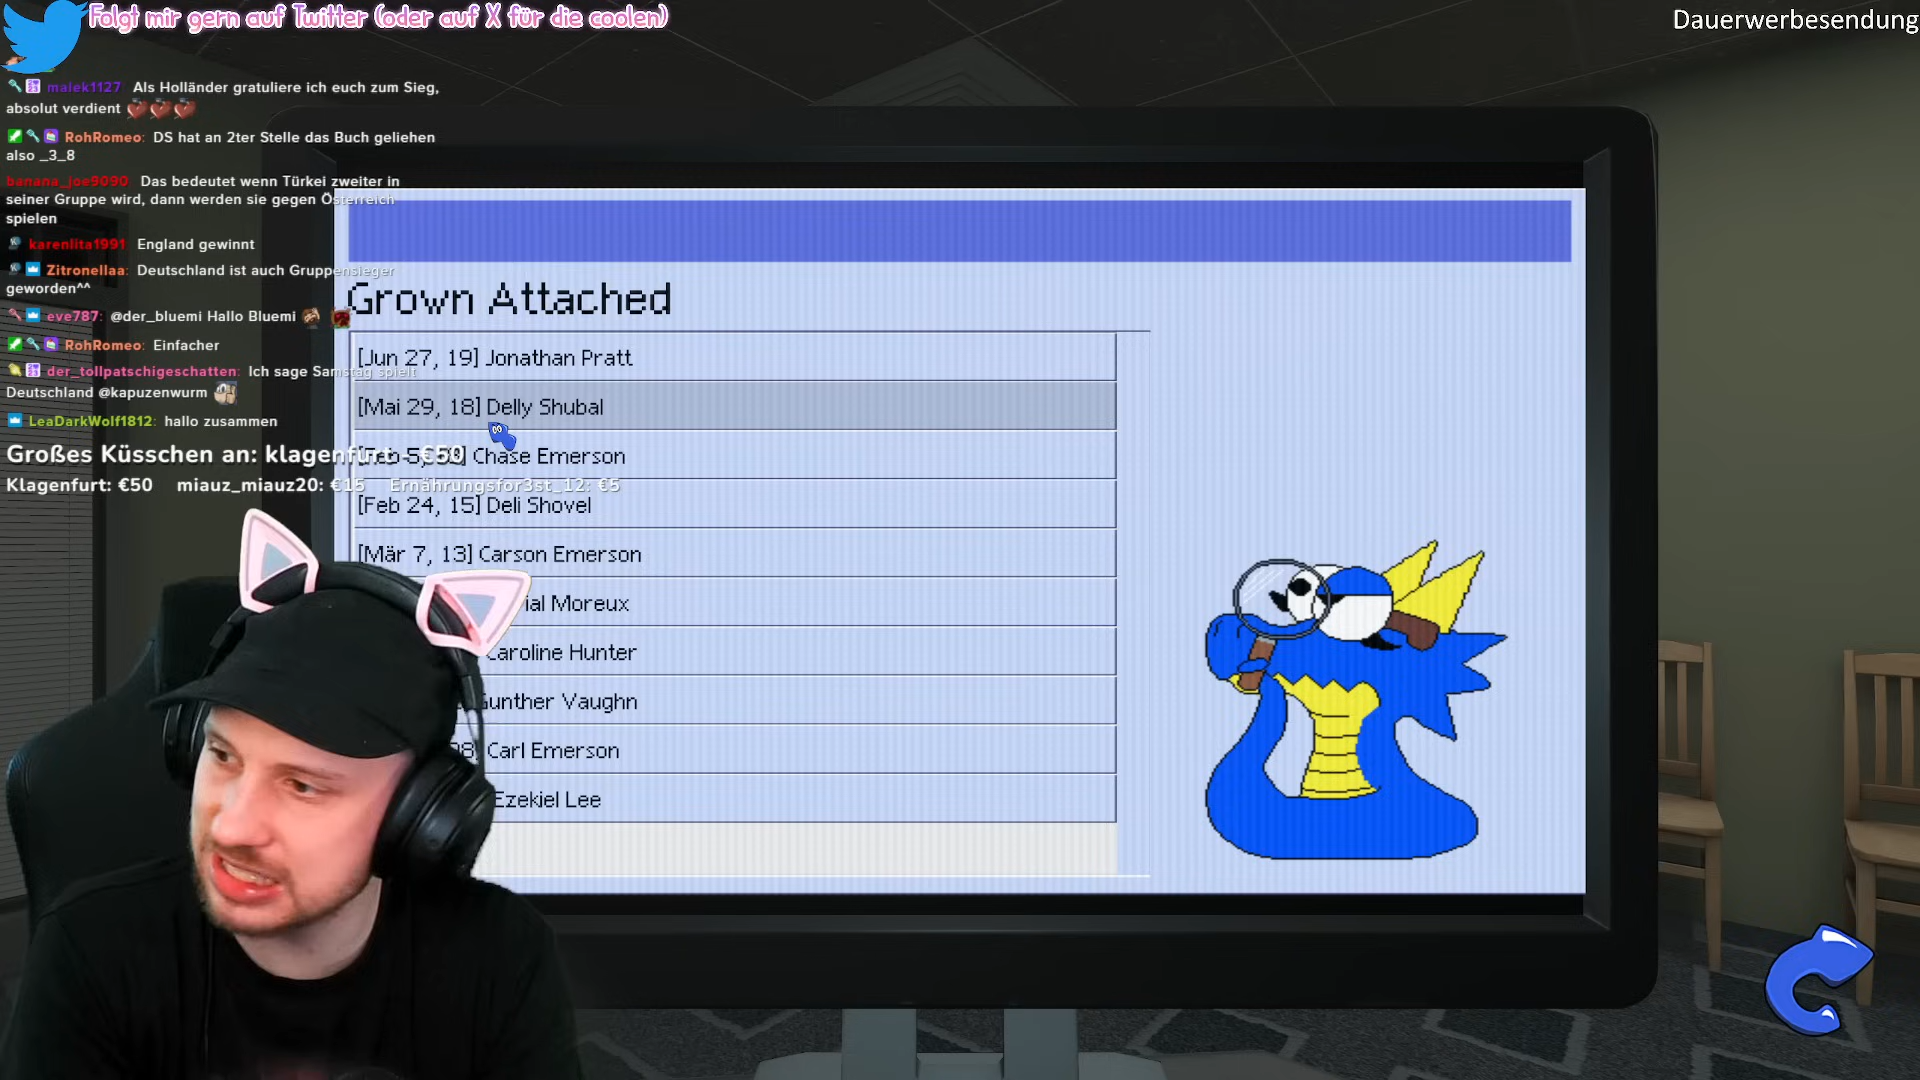 Folgt mir gern auf Twitter (oder auf X für die coolen)
Dauerwerbesendung
malek1127: Als Holländer gratuliere ich euch zum Sieg,
absolut verdient
RohRomeo: DS hat an 2ter Stelle das Buch geliehen
also _3_8
banana_joe9090 Das bedeutet wenn Türkei zweiter in
seiner Gruppe wird, dann werden sie gegen Österreich
spielen
karenlita1991 England gewinnt
Zitronellaa: Deutschland ist auch Gruppensieger
geworden^^
eve787: @der_bluemi Hallo Bluemi
RohRomeo: Einfacher
der_tollpatschigeschatten: Ich sage Samstag spielt
Deutschland @kapuzenwurm
LeaDarkWolf1812: hallo zusammen
Großes Küsschen an: klagenfurt - €50
Klagenfurt: €50 miauz_miauz20: €15 Ernährungsfor3st_12: €5
Grown Attached
[Jun 27, 19] Jonathan Pratt
[Mai 29, 18] Delly Shubal
[Feb 5, Chase Emerson
[Feb 24, 15] Deli Shovel
[Mär 7, 13] Carson Emerson
ial Moreux
Caroline Hunter
Gunther Vaughn
98] Carl Emerson
Ezekiel Lee